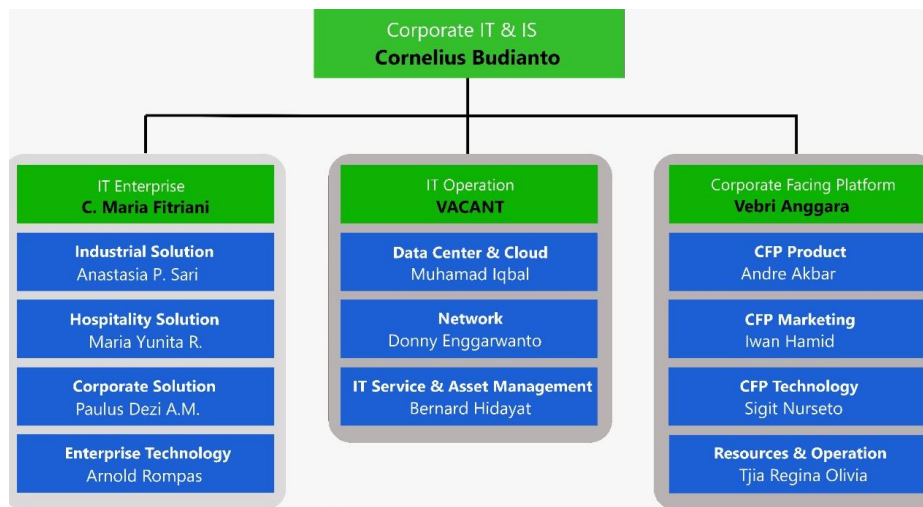 Corporate IT & IS
Cornelius Budianto
IT Enterprise
C. Maria Fitriani
Industrial Solution
Anastasia P. Sari
Hospitality Solution
Maria Yunita R.
Corporate Solution
Paulus Dezi A.M.
Enterprise Technology
Arnold Rompas
IT Operation
VACANT
Data Center & Cloud
Muhamad Iqbal
Network
Donny Enggarwanto
IT Service & Asset Management
Bernard Hidayat
Corporate Facing Platform
Vebri Anggara
CFP Product
Andre Akbar
CFP Marketing
Iwan Hamid
CFP Technology
Sigit Nurseto
Resources & Operation
Tjia Regina Olivia